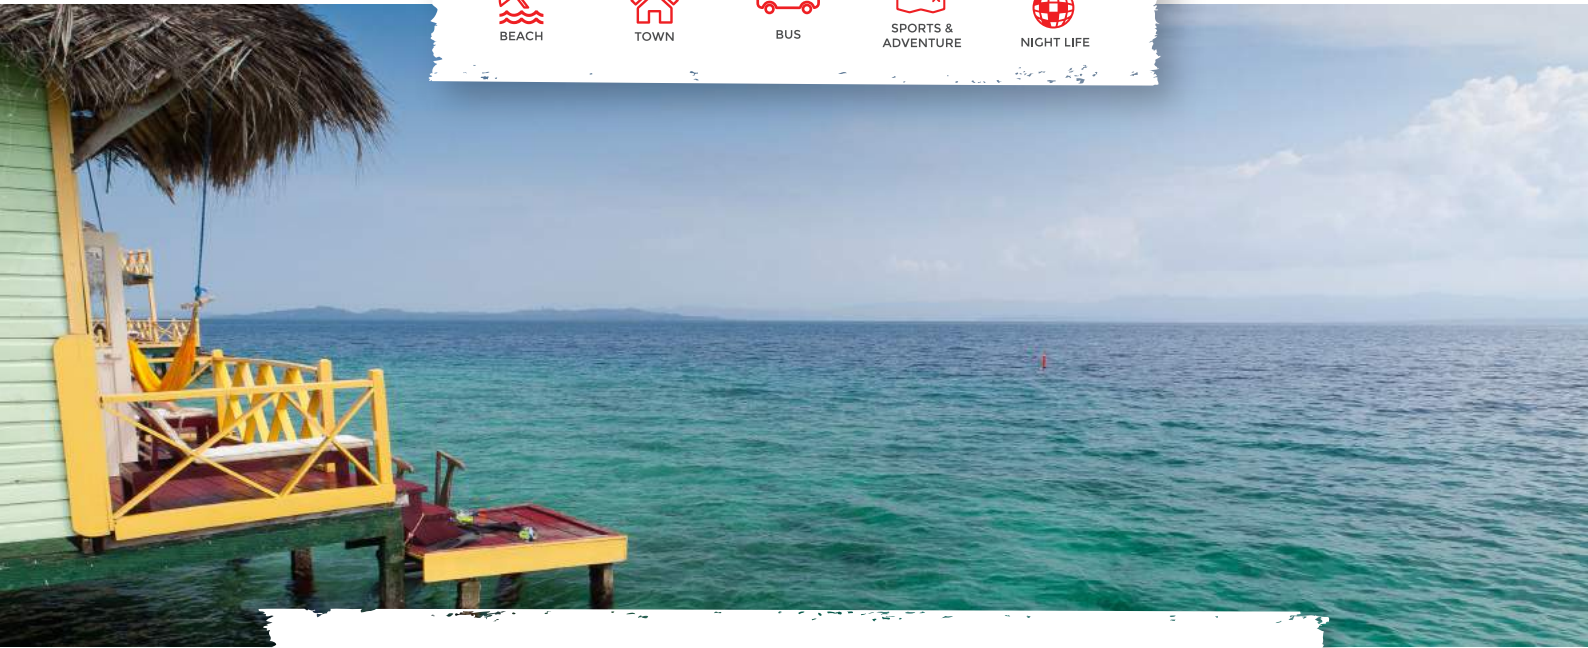 BEACH
TOWN
BUS
SPORTS &
ADVENTURE
NIGHT LIFE